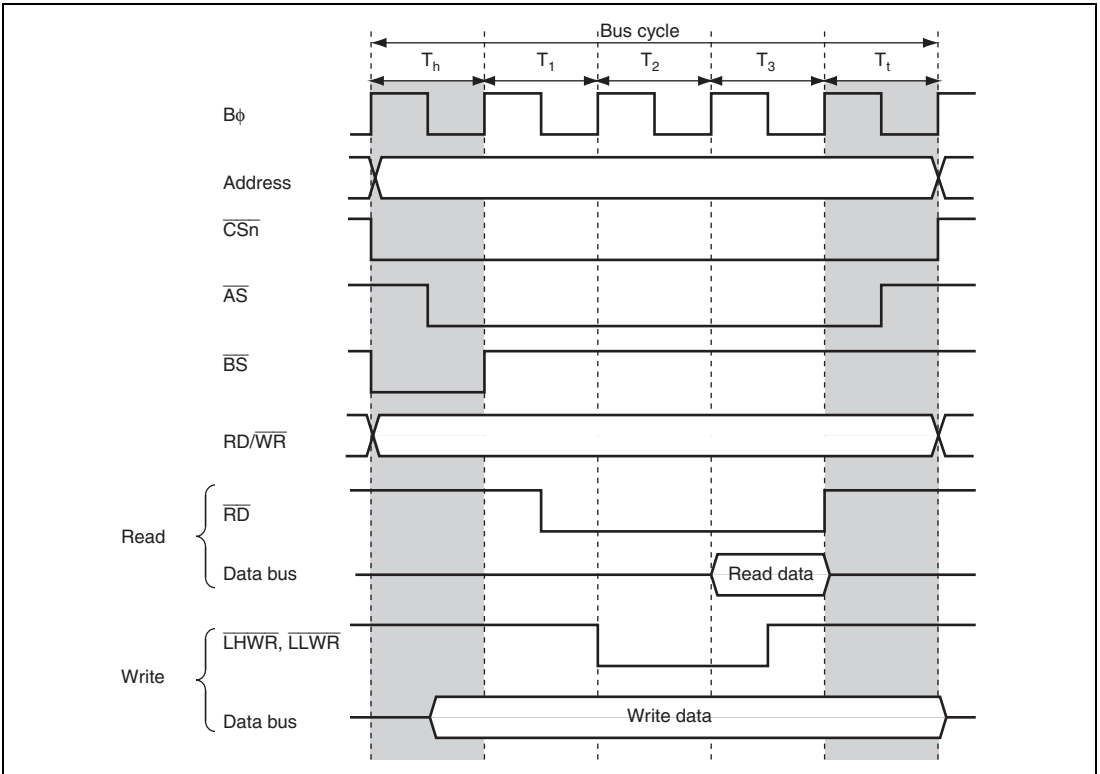 Bus cycle
Th T1 T2 T3 Tt
Bϕ
Address
CSn
AS
BS
RD/WR
Read
RD
Data bus
Read data
Write
LHWR, LLWR
Data bus
Write data